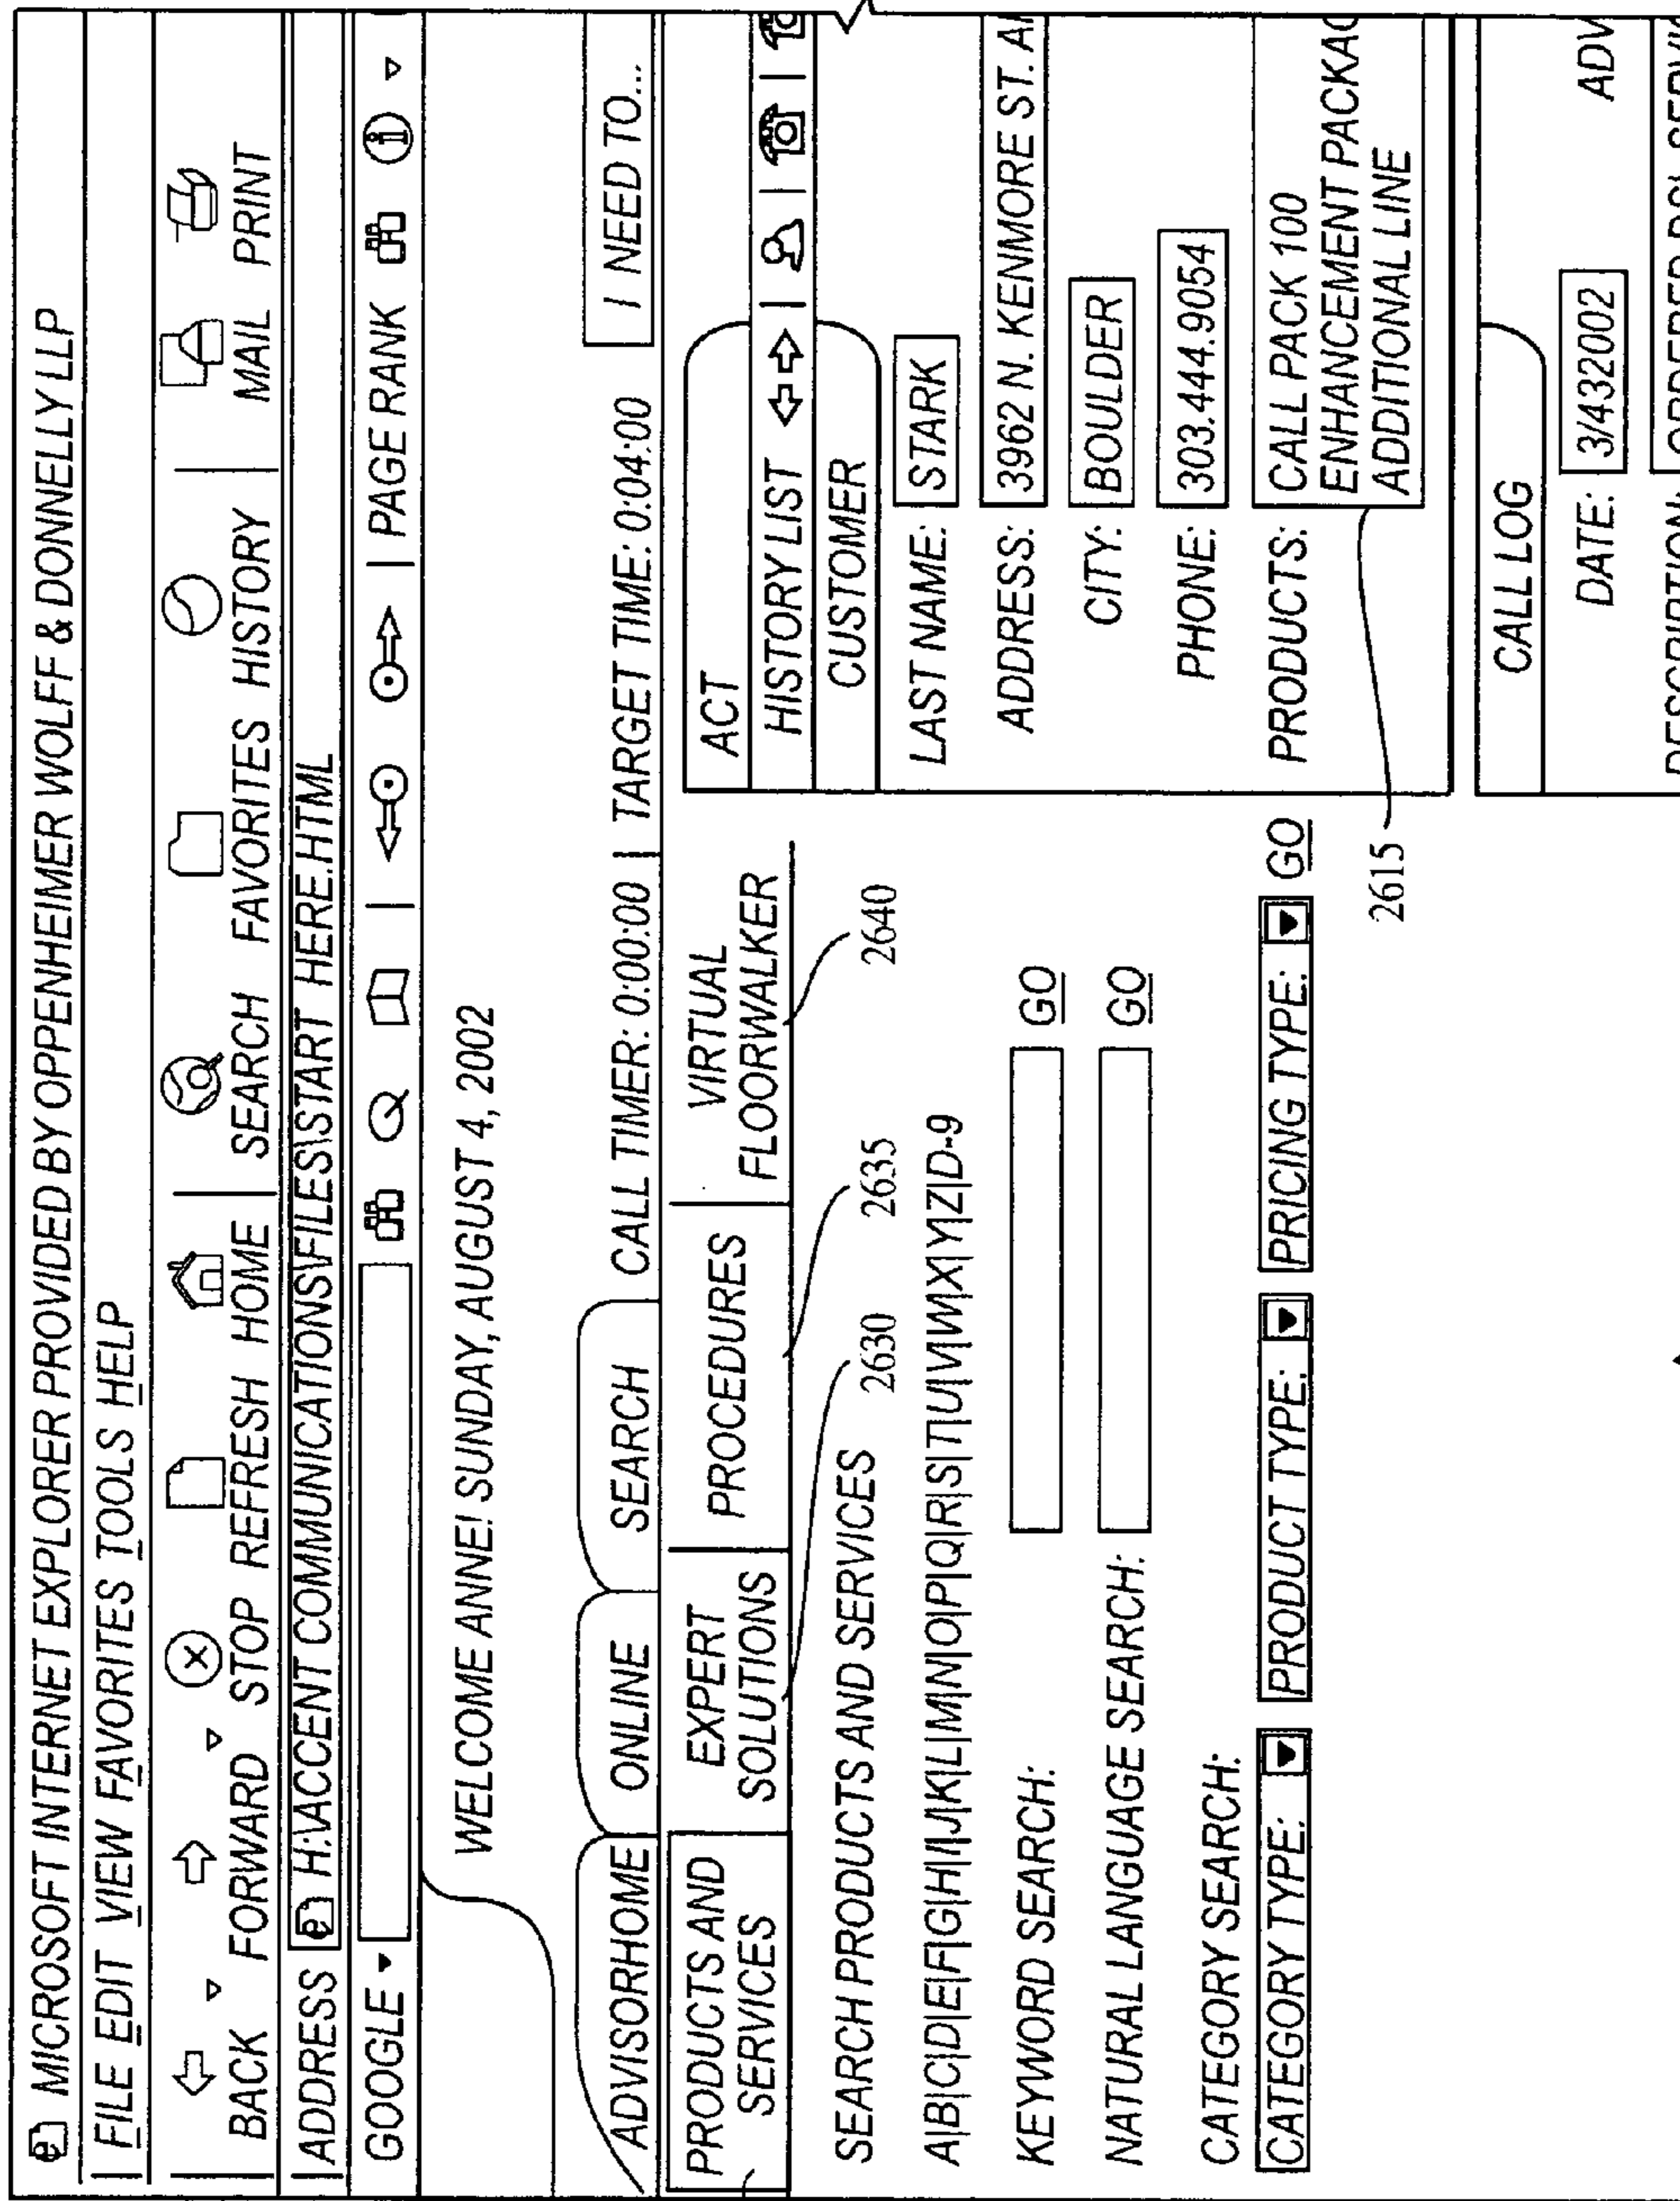 MICROSOFT INTERNET EXPLORER PROVIDED BY OPPENHEIMER WOLFF & DONNELLY LLP
FILE EDIT VIEW FAVORITES TOOLS HELP
BACK FORWARD STOP REFRESH HOME SEARCH FAVORITES HISTORY MAIL PRINT
ADDRESS H:\ACCENT COMMUNICATIONS\FILES\START HERE.HTML
GOOGLE PAGE RANK
WELCOME ANNE! SUNDAY, AUGUST 4, 2002
I NEED TO...
ADVISORHOME ONLINE SEARCH CALL TIMER: 0:00:00 | TARGET TIME: 0:04:00
PRODUCTS AND SERVICES
EXPERT SOLUTIONS
PROCEDURES
VIRTUAL FLOORWALKER
2630
2635
2640
SEARCH PRODUCTS AND SERVICES
A|B|C|D|E|F|G|H|I|J|K|L|M|N|O|P|Q|R|S|T|U|V|W|X|Y|Z|D-9
KEYWORD SEARCH: GO
NATURAL LANGUAGE SEARCH: GO
CATEGORY SEARCH:
CATEGORY TYPE: PRODUCT TYPE: PRICING TYPE: GO
ACT
HISTORY LIST
CUSTOMER
LAST NAME: STARK
ADDRESS: 3962 N. KENMORE ST.
CITY: BOULDER
PHONE: 303.444.9054
PRODUCTS: CALL PACK 100
ENHANCEMENT
ADDITIONAL LINE
2615
CALL LOG
DATE: 3/432002
DESCRIPTION: ORDERED DSL